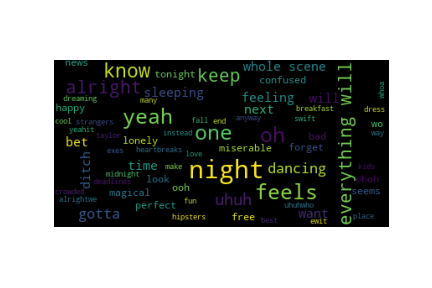 news
know
tonight
keep
whole scene
confused
alright
sleeping
feeling
will
everything will
whoa
dreaming
many
next
breakfast
dress
happy
yeah
fall
end
anyway
swift
cool
strangers
one
oh
bad
wo
yeahit
taylor
instead
way
bet
lonely
miserable
forget
exes
heartbreaks
love
ditch
time
make
night
dancing
kids
midnight
deadlines
look
ohoh
crowded
magical
ooh
feels
seems
alrightwe
perfect
fun
uhuh
uhuhwho
gotta
hipsters
free
best
want
ewit
place